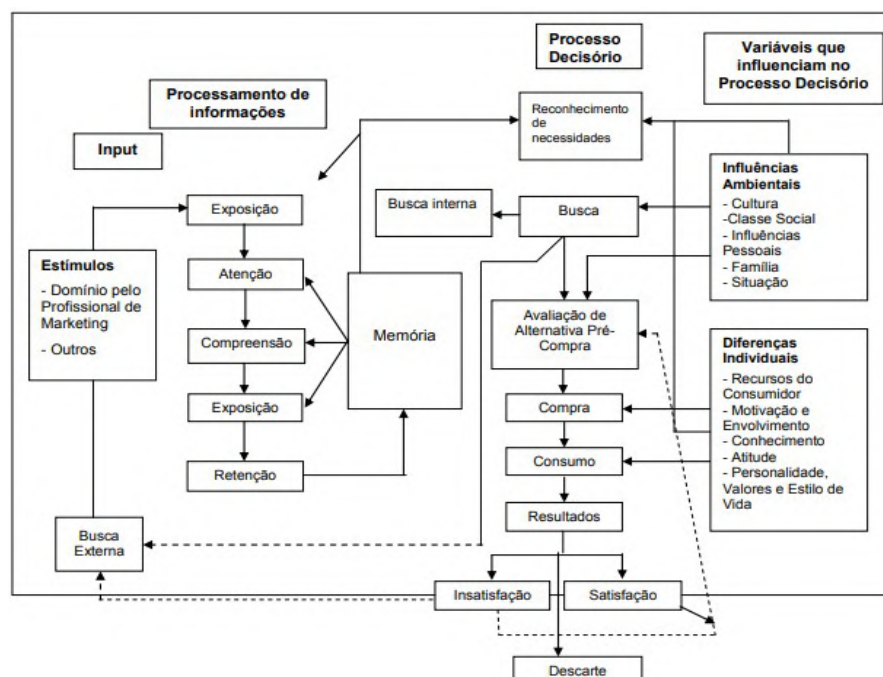 Processo
Decisório
Variáveis que
influenciam no
Processo Decisório
Processamento de
informações
Input
Reconhecimento
de
necessidades
Exposição
Busca interna
Busca
Influências
Ambientais
- Cultura
-Classe Social
- Influências
Pessoais
- Família
- Situação
Estímulos
- Domínio pelo
Profissional de
Marketing
- Outros
Atenção
Compreensão
Exposição
Retenção
Memória
Avaliação de
Alternativa Pré-
Compra
Compra
Consumo
Resultados
Diferenças
Individuais
- Recursos do
Consumidor
- Motivação e
Envolvimento
- Conhecimento
- Atitude
- Personalidade,
Valores e Estilo de
Vida
Busca
Externa
Insatisfação
Satisfação
Descarte